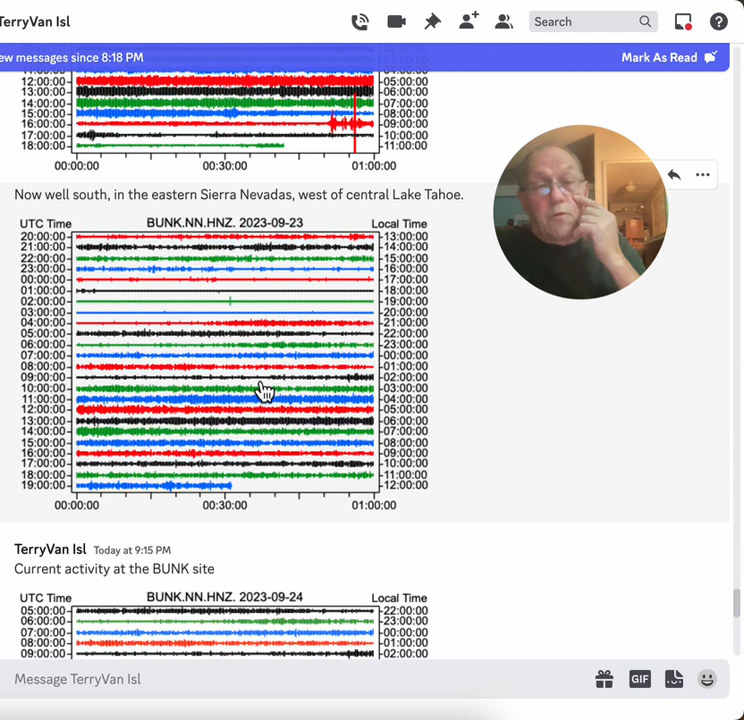 TerryVan Isl
Search
ew messages since 8:18 PM
Mark As Read
12:00:00 05:00:00
13:00:00 06:00:00
14:00:00 07:00:00
15:00:00 08:00:00
16:00:00 09:00:00
17:00:00 10:00:00
18:00:00 11:00:00
00:00:00 00:30:00 01:00:00
Now well south, in the eastern Sierra Nevadas, west of central Lake Tahoe.
UTC Time BUNK.NN.HNZ. 2023-09-23 Local Time
20:00:00 13:00:00
21:00:00 14:00:00
22:00:00 15:00:00
23:00:00 16:00:00
00:00:00 17:00:00
01:00:00 18:00:00
02:00:00 19:00:00
03:00:00 20:00:00
04:00:00 21:00:00
05:00:00 22:00:00
06:00:00 23:00:00
07:00:00 00:00:00
08:00:00 01:00:00
09:00:00 02:00:00
10:00:00 03:00:00
11:00:00 04:00:00
12:00:00 05:00:00
13:00:00 06:00:00
14:00:00 07:00:00
15:00:00 08:00:00
16:00:00 09:00:00
17:00:00 10:00:00
18:00:00 11:00:00
19:00:00 12:00:00
00:00:00 00:30:00 01:00:00
TerryVan Isl Today at 9:15 PM
Current activity at the BUNK site
UTC Time BUNK.NN.HNZ. 2023-09-24 Local Time
05:00:00 22:00:00
06:00:00 23:00:00
07:00:00 00:00:00
08:00:00 01:00:00
09:00:00 02:00:00
Message TerryVan Isl
GIF